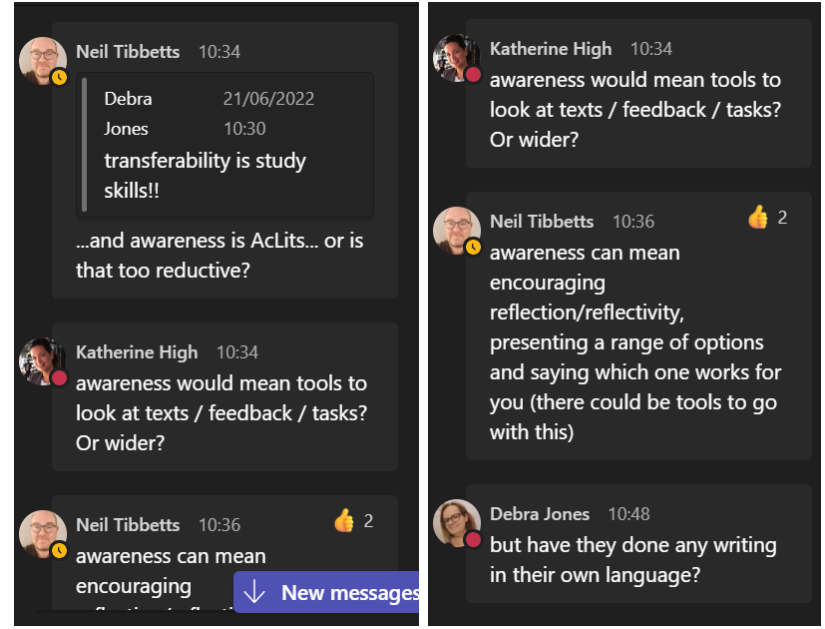 Neil Tibbetts 10:34
Debra 21/06/2022
Jones 10:30
transferability is study
skills!!
...and awareness is AcLits... or is
that too reductive?
Katherine High 10:34
awareness would mean tools to
look at texts / feedback / tasks?
Or wider?
Neil Tibbetts 10:36
2
awareness can mean
encouraging
New messages
Katherine High 10:34
awareness would mean tools to
look at texts / feedback / tasks?
Or wider?
Neil Tibbetts 10:36
2
awareness can mean
encouraging
reflection/reflectivity,
presenting a range of options
and saying which one works for
you (there could be tools to go
with this)
Debra Jones 10:48
but have they done any writing
in their own language?